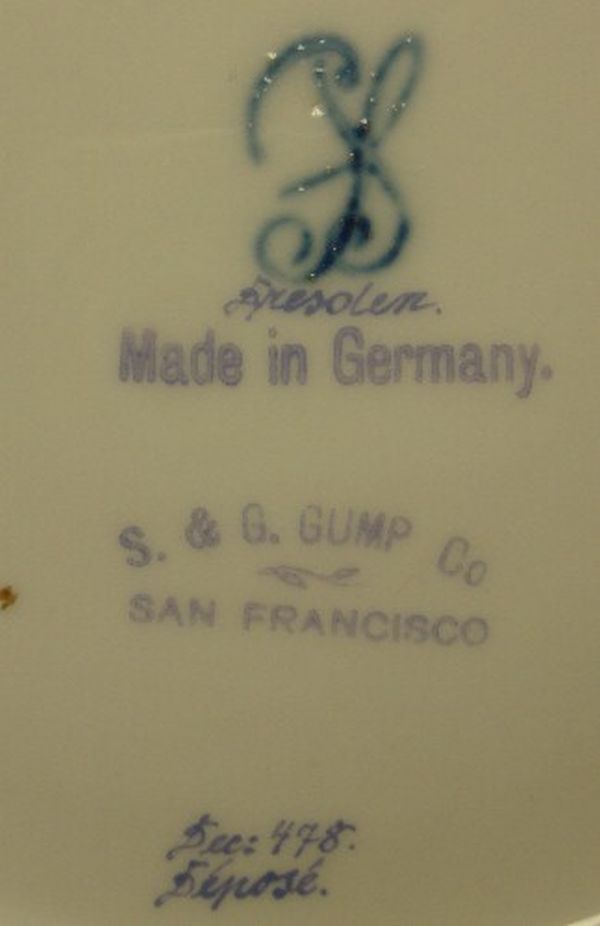 Dresden.
Made in Germany.
S. & G. GUMP Co
SAN FRANCISCO
Dec: 478.
Déposé.